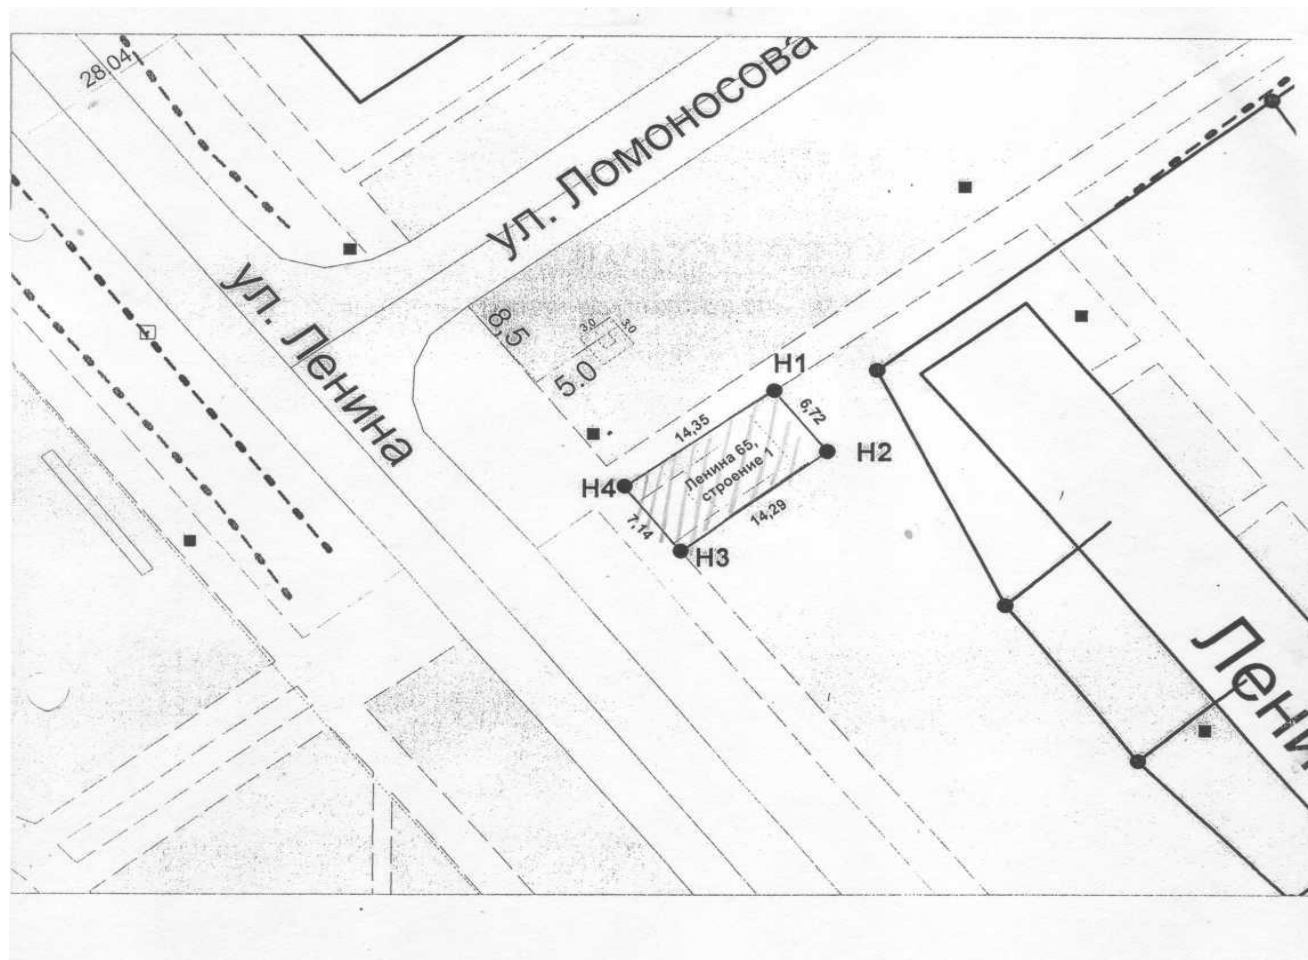 28.04
ул. Ломоносова
ул. Ленина
8,5
3,0
3,0
5.0
Н1
6,72
14,35
Н2
Ленина 65,
строение 1
Н4
14,29
7,14
Н3
Лени